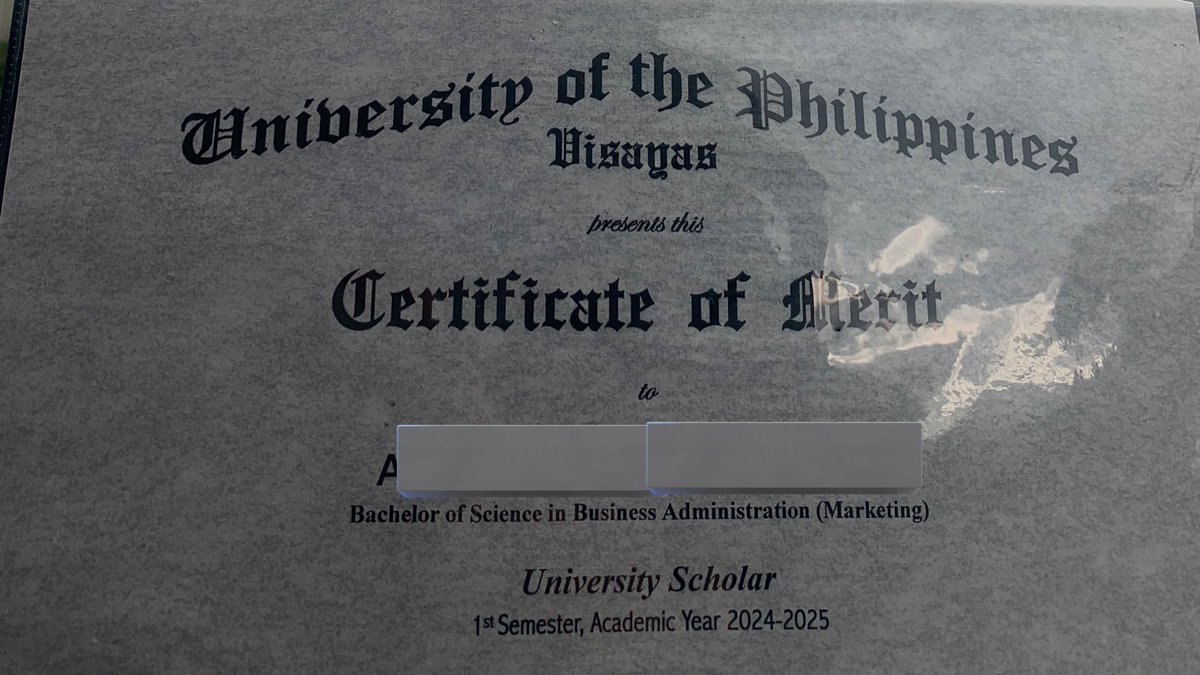 University of the Philippines
Visayas
presents this
Certificate of Merit
to
A
Bachelor of Science in Business Administration (Marketing)
University Scholar
1st Semester, Academic Year 2024-2025